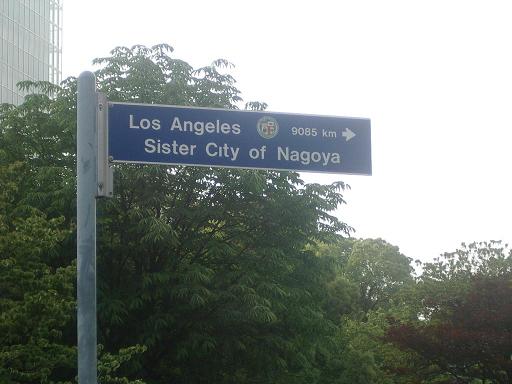 Los Angeles 9085 km →
Sister City of Nagoya